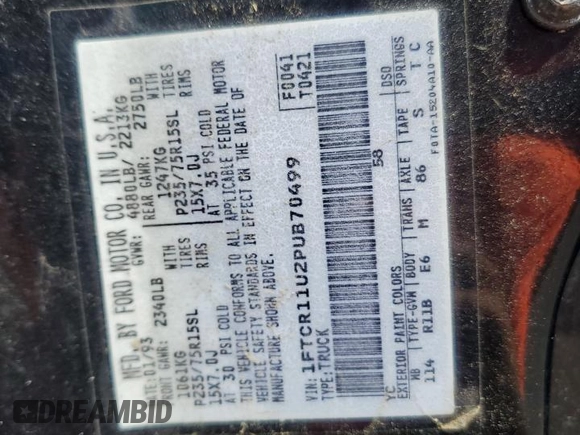 MFD. BY FORD MOTOR CO. IN U.S.A.
DATE: 01/93 GVWR: 4880LB/ 2213KG
FRONT GAWR: 2340LB REAR GAWR: 2750LB
1061KG WITH 1247KG WITH
P235/75R15SL TIRES P235/75R15SL TIRES
15X7.0J RIMS 15X7.0J RIMS
AT 30 PSI COLD AT 35 PSI COLD
THIS VEHICLE CONFORMS TO ALL APPLICABLE FEDERAL MOTOR
VEHICLE SAFETY STANDARDS IN EFFECT ON THE DATE OF
MANUFACTURE SHOWN ABOVE.
F0041
T0421
VIN: 1FTCR11U2PUB70499
TYPE: TRUCK
58
YC
EXTERIOR PAINT COLORS DSO
WB TYPE-GVW BODY TRANS AXLE TAPE SPRINGS
114 R11B E6 M 86 S T C
F0TA-15204A10-AA
DREAMBID